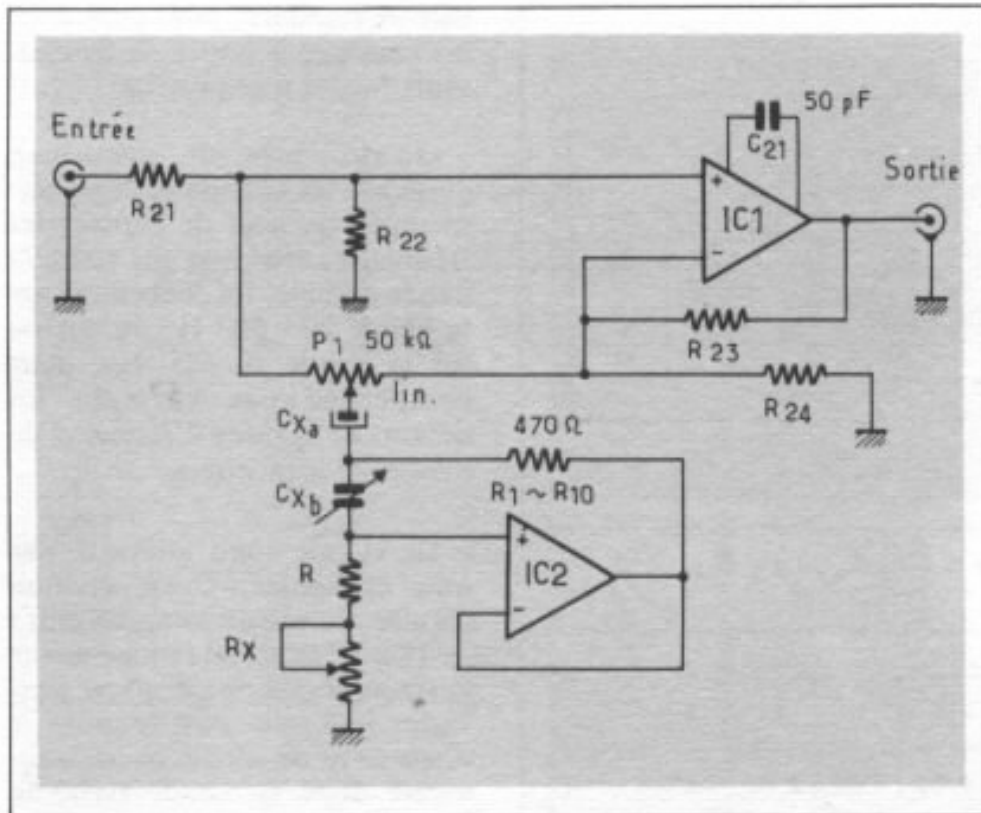 50 pF
Entrée
C21
Sortie
+
R21
IC1
R22
-
P1 50 kΩ
R23
lin.
R24
CXa
470 Ω
CXb
R1 ~ R10
+
R
IC2
-
RX